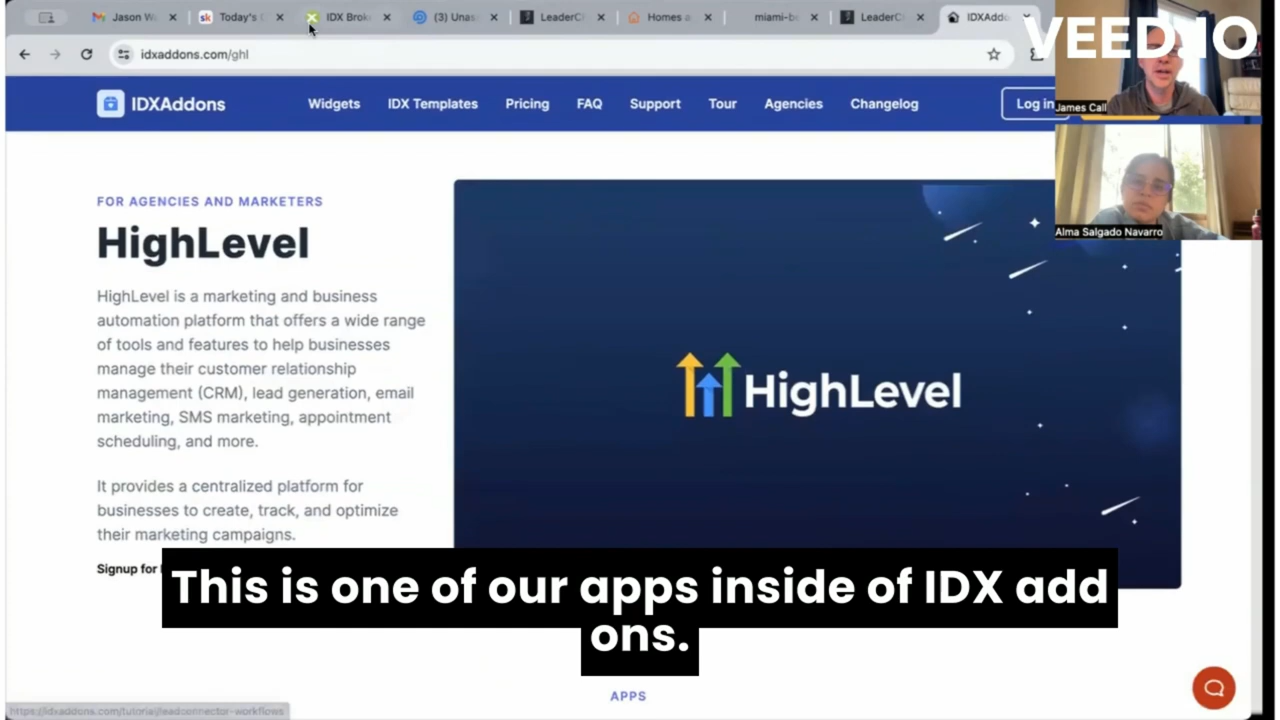 Jason W
Today's
IDX Brok
(3) Unas
LeaderC
Homes a
miami-b
LeaderC
IDXAddo
VEED.IO
idxaddons.com/ghl
IDXAddons
Widgets
IDX Templates
Pricing
FAQ
Support
Tour
Agencies
Changelog
Log in
James Call
Alma Salgado Navarro
FOR AGENCIES AND MARKETERS
HighLevel
HighLevel is a marketing and business
automation platform that offers a wide range
of tools and features to help businesses
manage their customer relationship
management (CRM), lead generation, email
marketing, SMS marketing, appointment
scheduling, and more.
It provides a centralized platform for
businesses to create, track, and optimize
their marketing campaigns.
Signup for
HighLevel
This is one of our apps inside of IDX add
ons.
APPS
https://idxaddons.com/tutorial/leadconnector-workflows